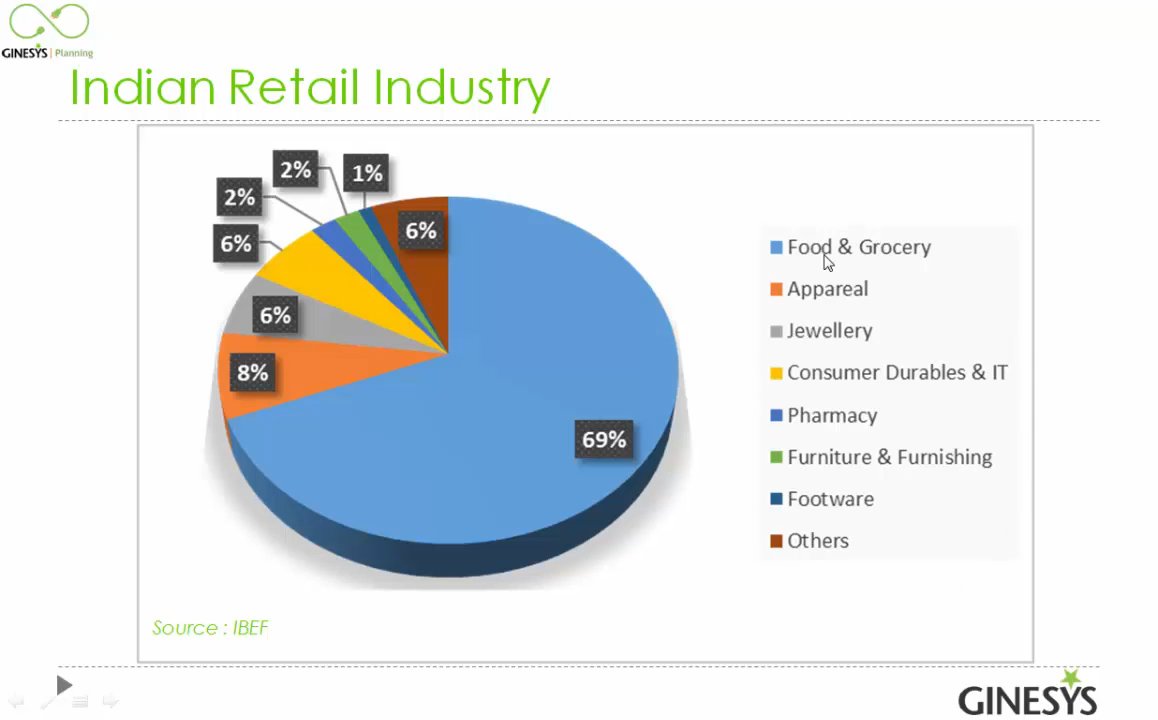 GINESYS | Planning
Indian Retail Industry
2%
1%
2%
6%
6%
6%
8%
69%
Food & Grocery
Appareal
Jewellery
Consumer Durables & IT
Pharmacy
Furniture & Furnishing
Footware
Others
Source : IBEF
GINESYS